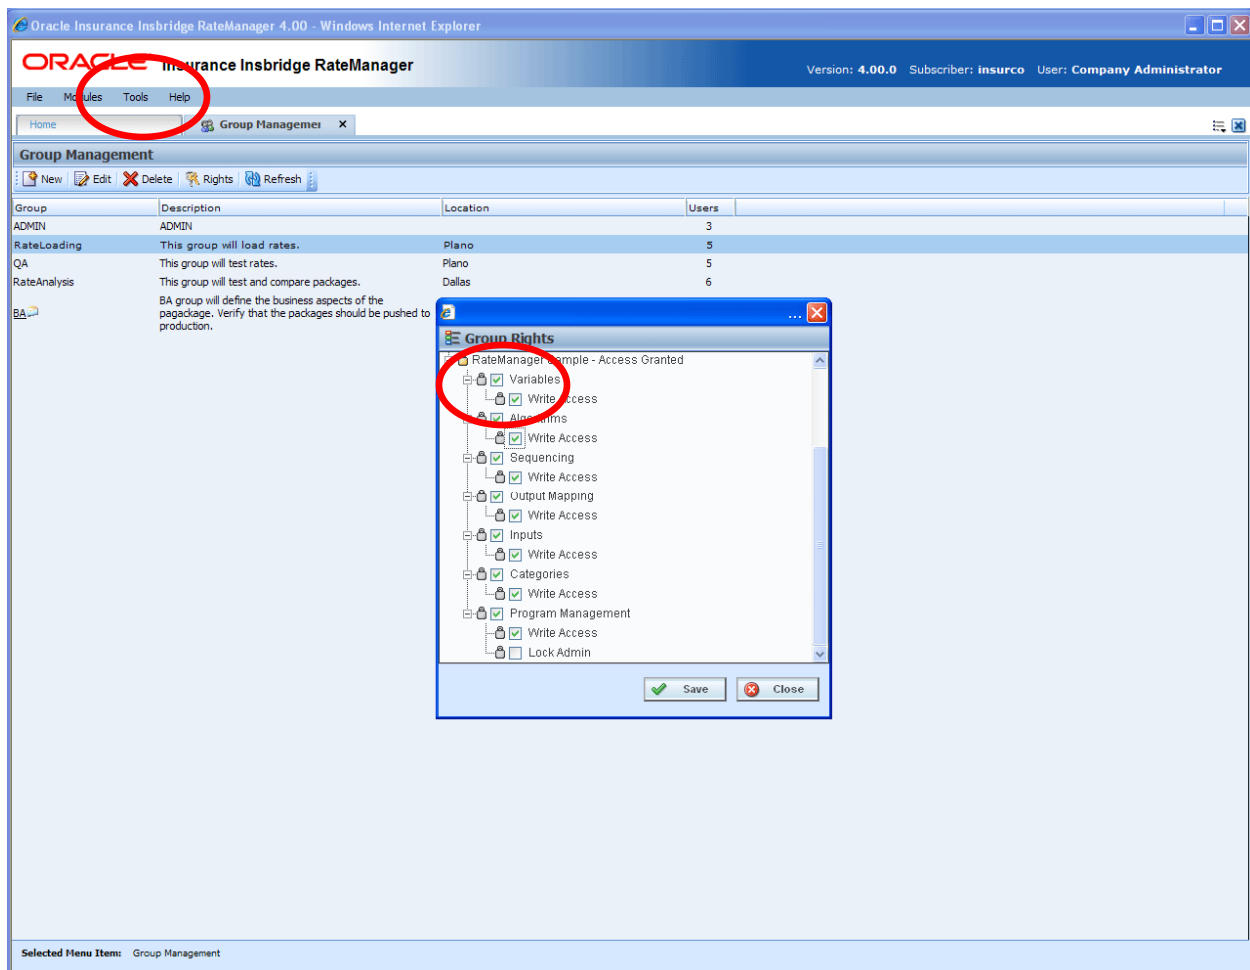 Oracle Insurance Insbridge RateManager 4.00 - Windows Internet Explorer
ORACLE Insurance Insbridge RateManager
Version: 4.00.0 Subscriber: insurco User: Company Administrator
File Modules Tools Help
Home Group Managemer
Group Management
New Edit Delete Rights Refresh
Group Description Location Users
ADMIN ADMIN 3
RateLoading This group will load rates. Plano 5
QA This group will test rates. Plano 5
RateAnalysis This group will test and compare packages. Dallas 6
BA BA group will define the business aspects of the
pagackage. Verify that the packages should be pushed to
production.
...
Group Rights
RateManager Sample - Access Granted
Variables
Write Access
Algorithms
Write Access
Sequencing
Write Access
Output Mapping
Write Access
Inputs
Write Access
Categories
Write Access
Program Management
Write Access
Lock Admin
Save Close
Selected Menu Item: Group Management